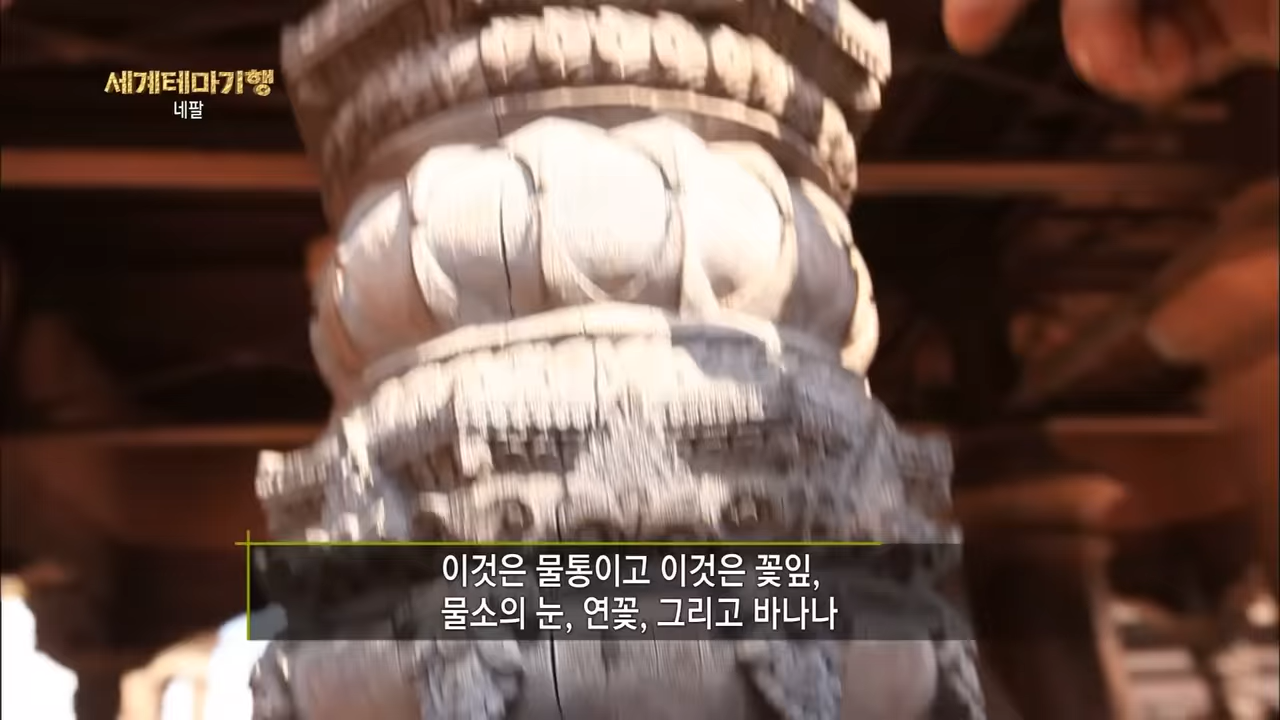 세계테마기행
네팔
이것은 물통이고 이것은 꽃잎,
물소의 눈, 연꽃, 그리고 바나나